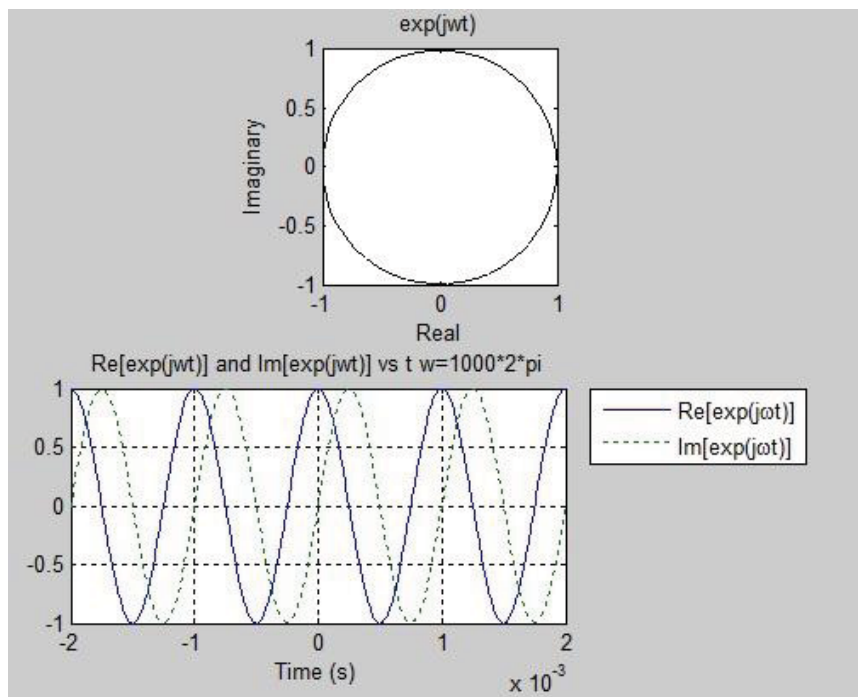 exp(jwt)
1
0.5
0
-0.5
-1
Imaginary
-1 0 1
Real
Re[exp(jwt)] and Im[exp(jwt)] vs t w=1000*2*pi
1
0.5
0
-0.5
-1
-2 -1 0 1 2
Time (s)
x 10⁻³
Re[exp(jωt)]
Im[exp(jωt)]